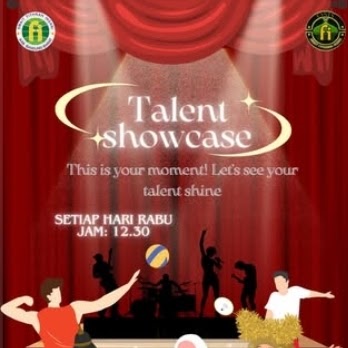 Talent
showcase
This is your moment! Let's see your
talent shine
SETIAP HARI RABU
JAM: 12.30